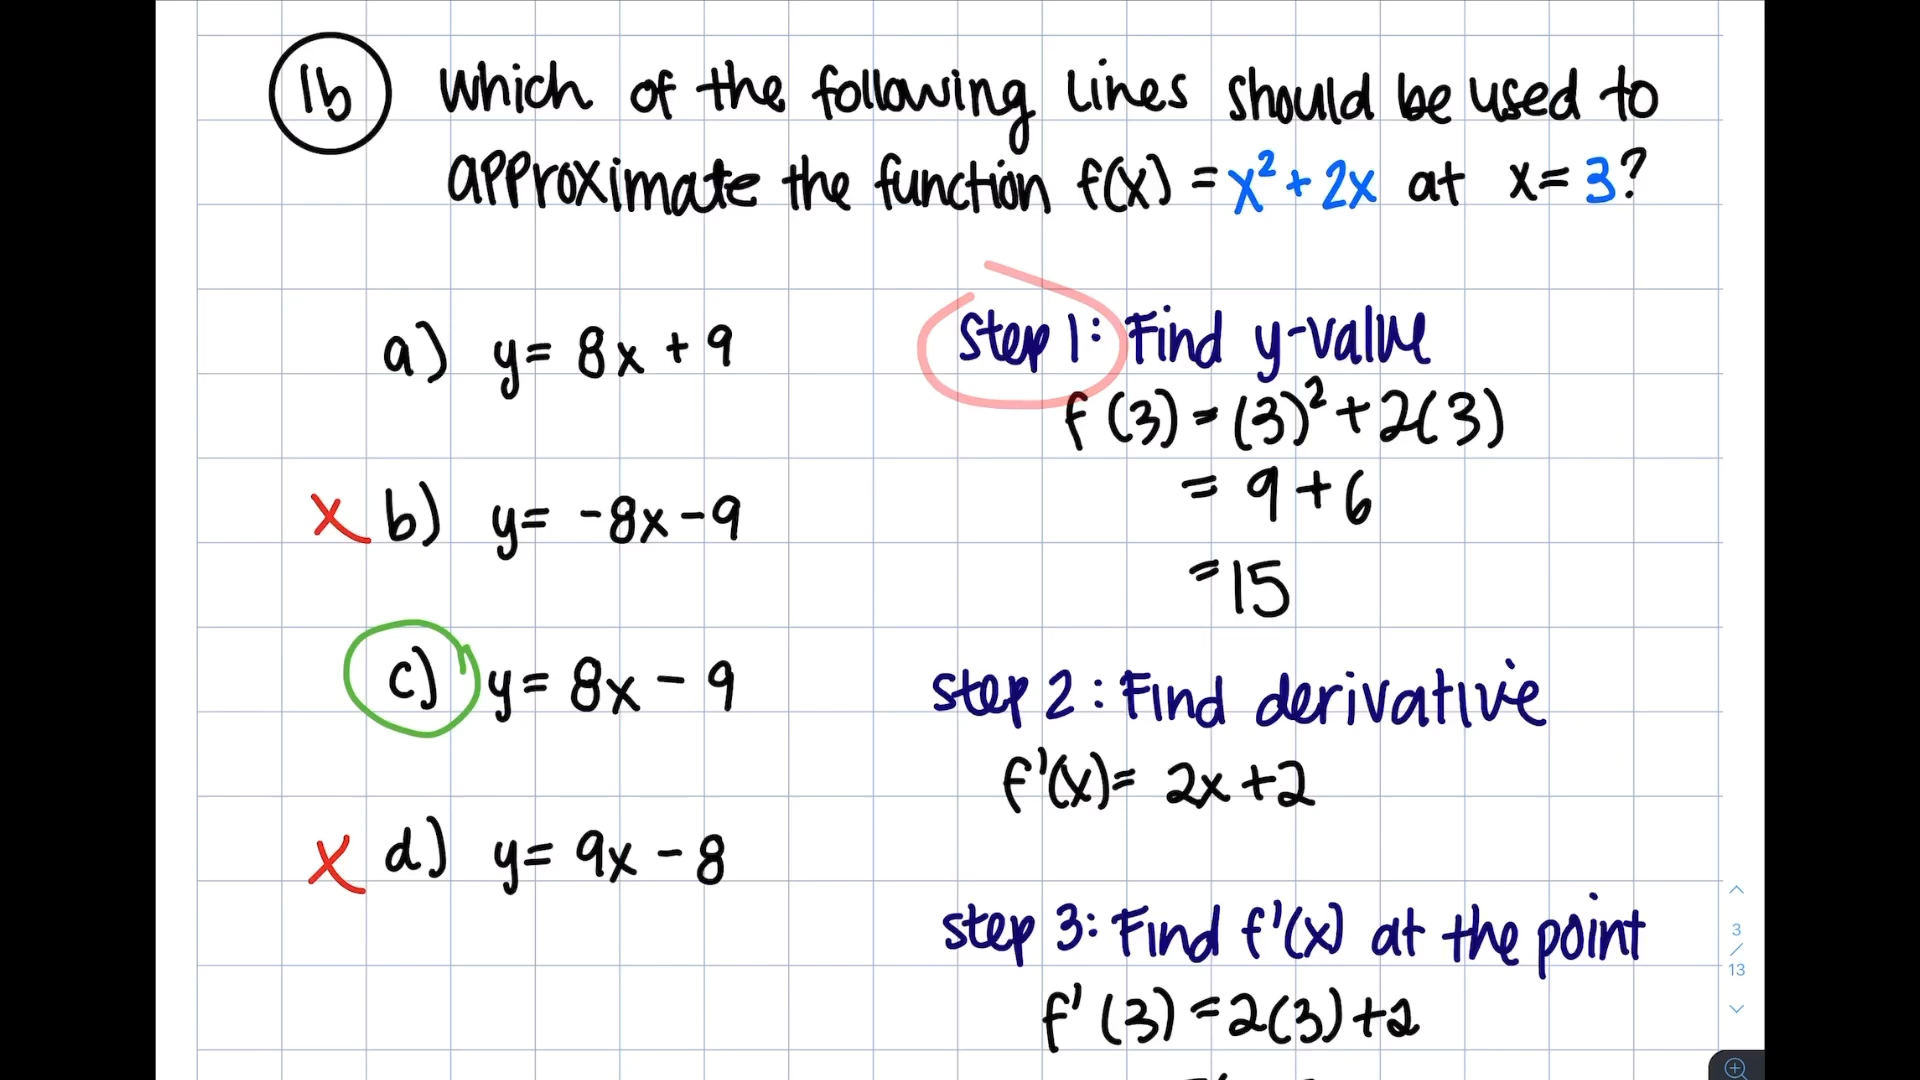 1b Which of the following lines should be used to
approximate the function f(x) = x² + 2x at x = 3?
a) y = 8x + 9
x b) y = -8x - 9
c) y = 8x - 9
x d) y = 9x - 8
Step 1: Find y-value
f(3) = (3)² + 2(3)
= 9 + 6
= 15
step 2: Find derivative
f'(x) = 2x + 2
step 3: Find f'(x) at the point
f'(3) = 2(3) + 2
3
/
13